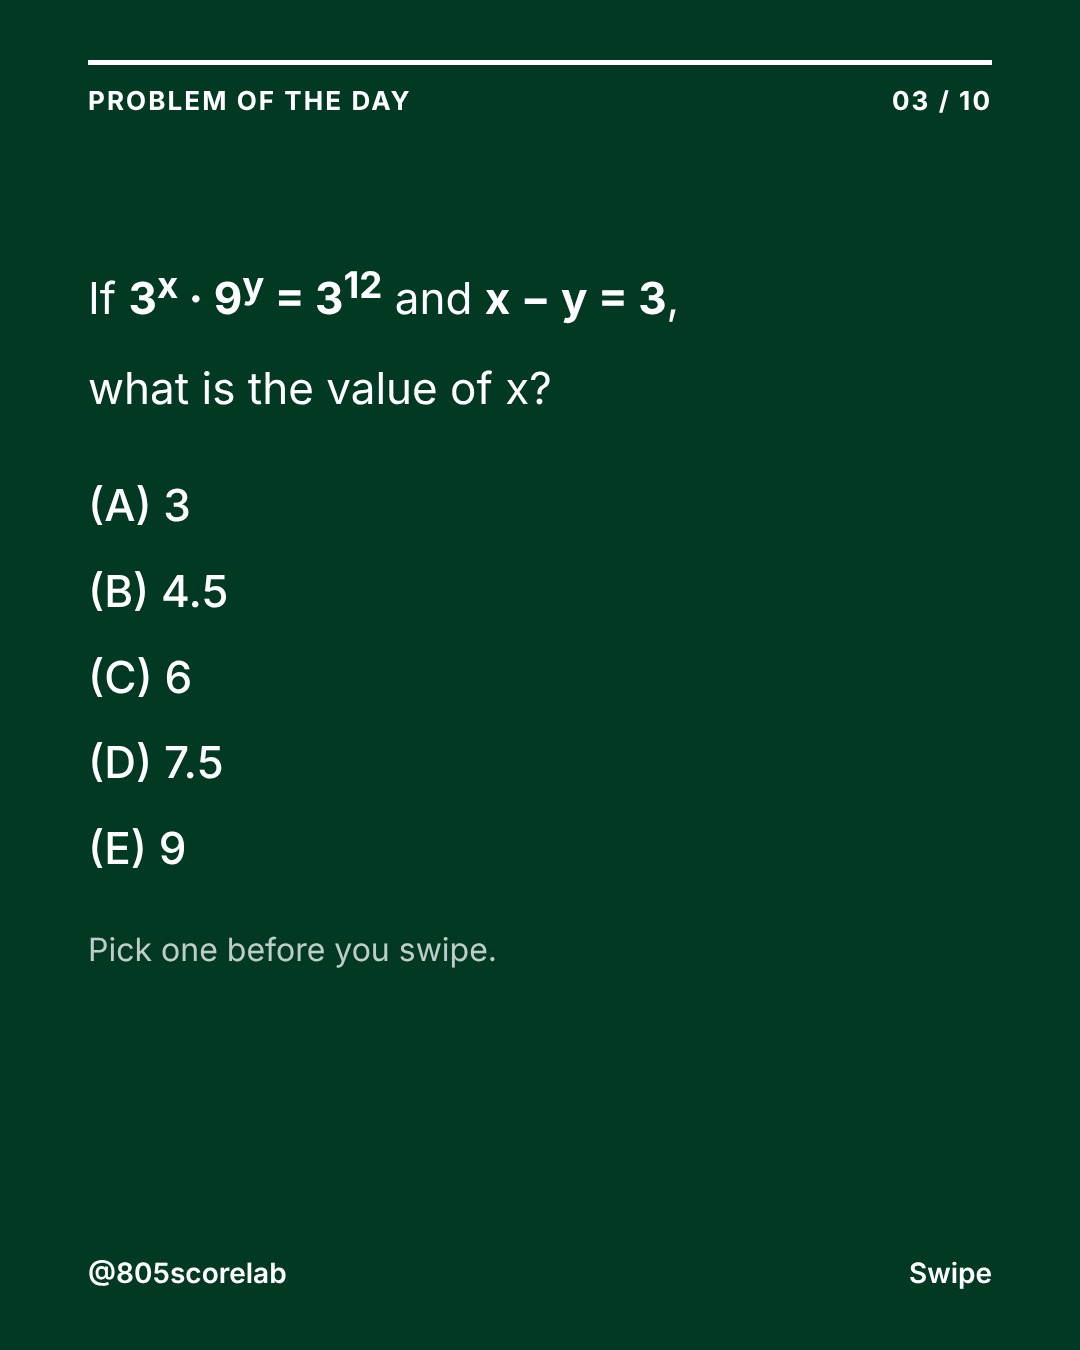 PROBLEM OF THE DAY
03 / 10
If 3ˣ · 9ʸ = 3¹² and x – y = 3,
what is the value of x?
(A) 3
(B) 4.5
(C) 6
(D) 7.5
(E) 9
Pick one before you swipe.
@805scorelab
Swipe